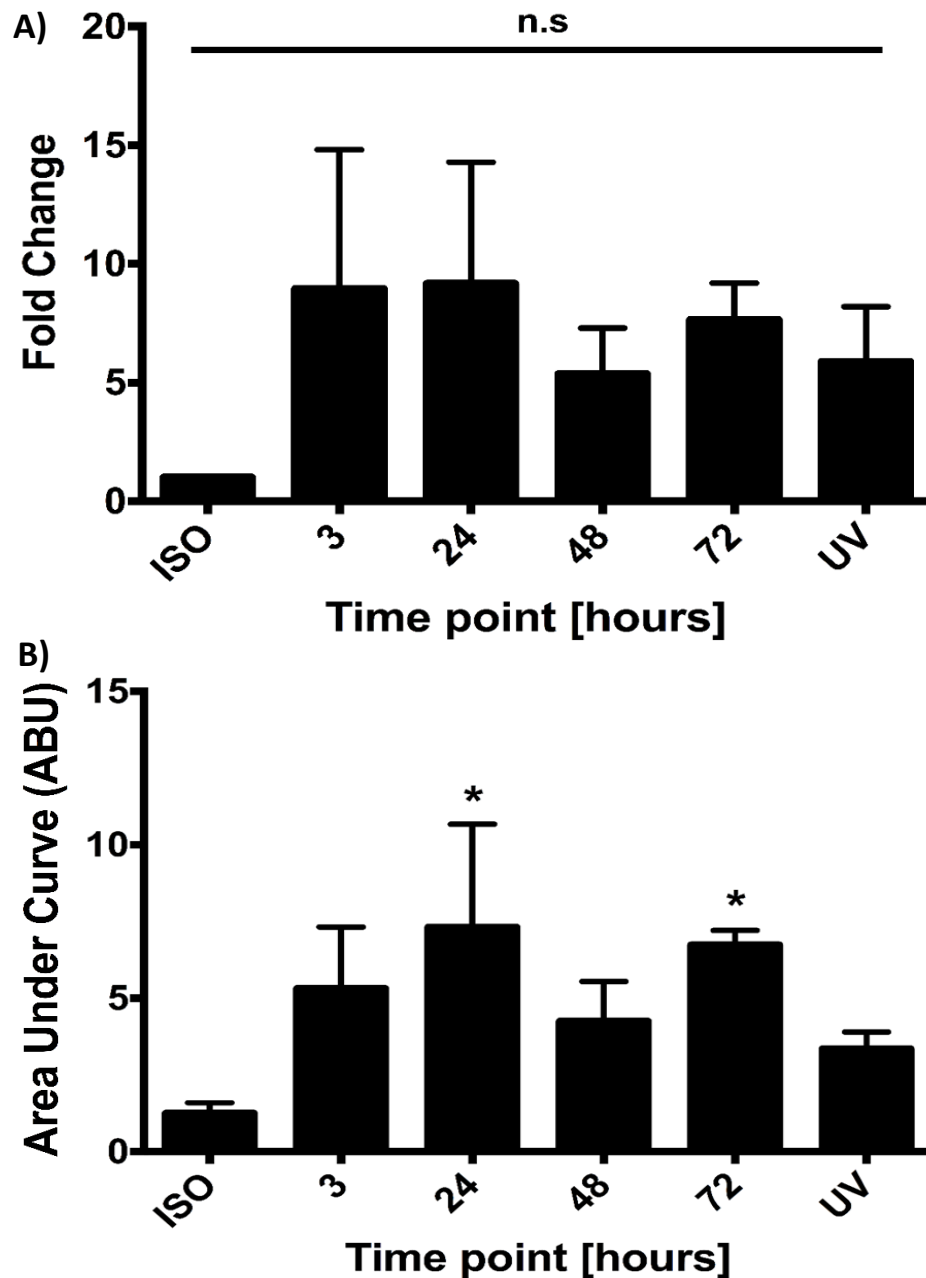 A)
n.s
20
15
10
5
0
Fold Change
ISO 3 24 48 72 UV
Time point [hours]
B)
15
10
5
0
Area Under Curve (ABU)
*
*
ISO 3 24 48 72 UV
Time point [hours]